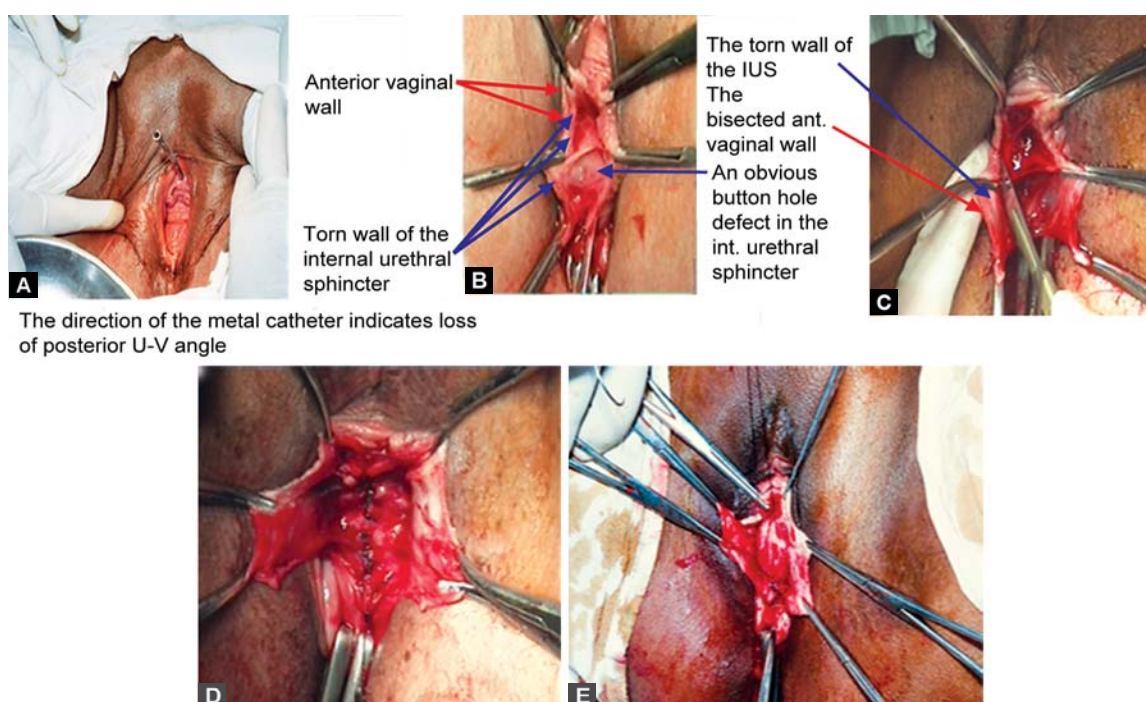 Anterior vaginal
wall
Torn wall of the
internal urethral
sphincter
The torn wall of
the IUS
The
bisected ant.
vaginal wall
An obvious
button hole
defect in the
int. urethral
sphincter
A
B
C
The direction of the metal catheter indicates loss
of posterior U-V angle
D
E